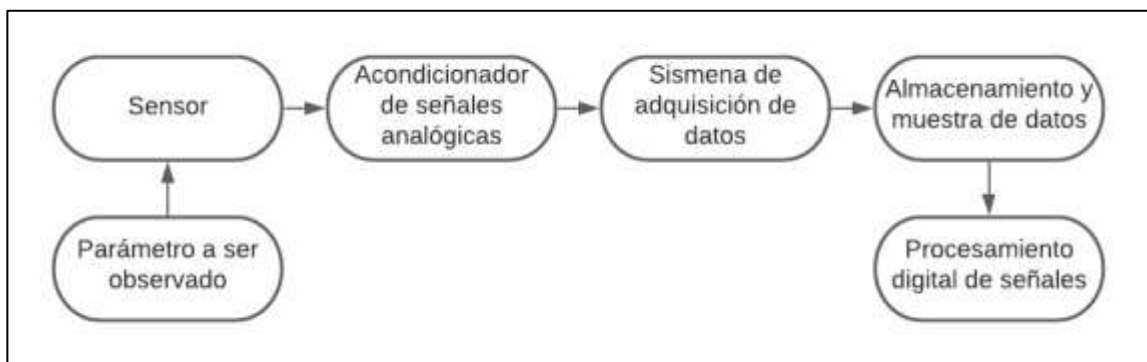 Sensor
Acondicionador
de señales
analógicas
Sismena de
adquisición de
datos
Almacenamiento y
muestra de datos
Parámetro a ser
observado
Procesamiento
digital de señales